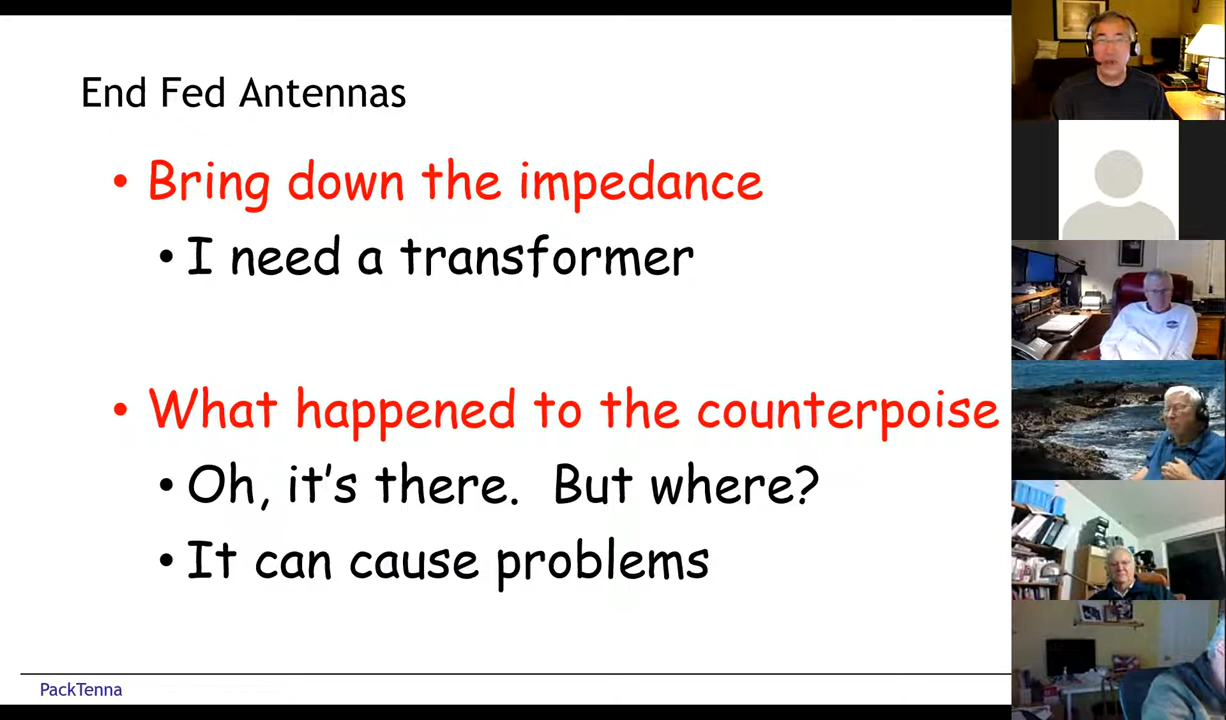 End Fed Antennas
• Bring down the impedance
• I need a transformer
• What happened to the counterpoise
• Oh, it's there.  But where?
• It can cause problems
PackTenna